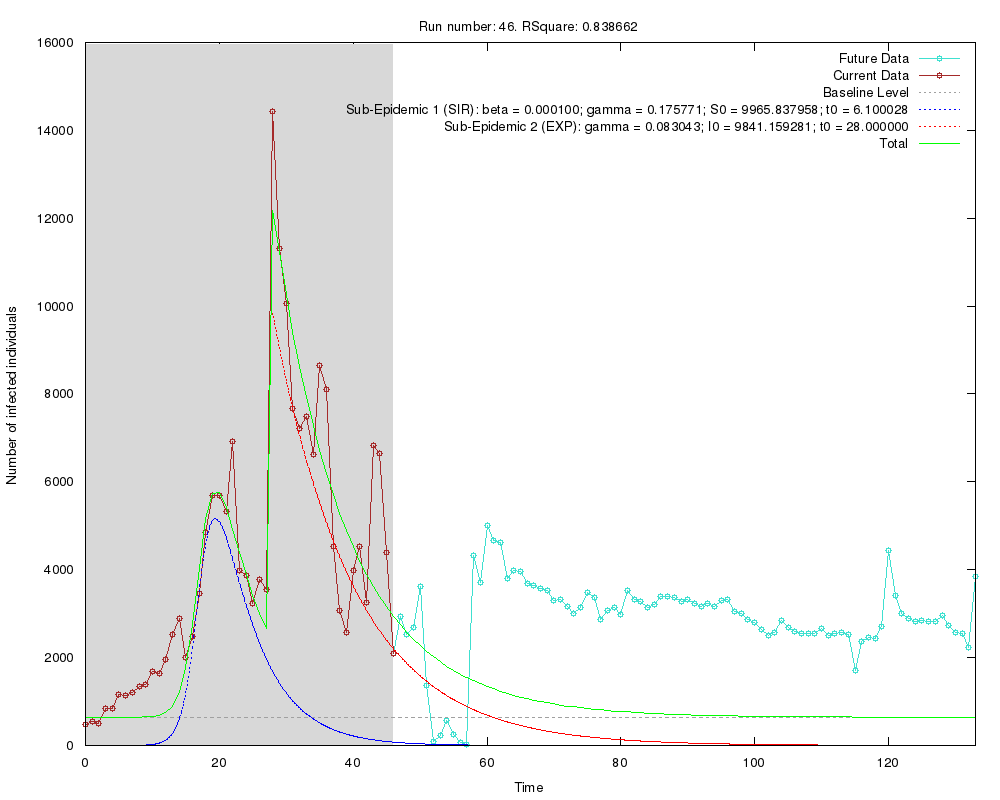 Run number: 46. RSquare: 0.838662
16000
14000
12000
10000
8000
6000
4000
2000
0
Number of infected individuals
Future Data
Current Data
Baseline Level
Sub-Epidemic 1 (SIR): beta = 0.000100; gamma = 0.175771; S0 = 9965.837958; t0 = 6.100028
Sub-Epidemic 2 (EXP): gamma = 0.083043; I0 = 9841.159281; t0 = 28.000000
Total
0 20 40 60 80 100 120
Time